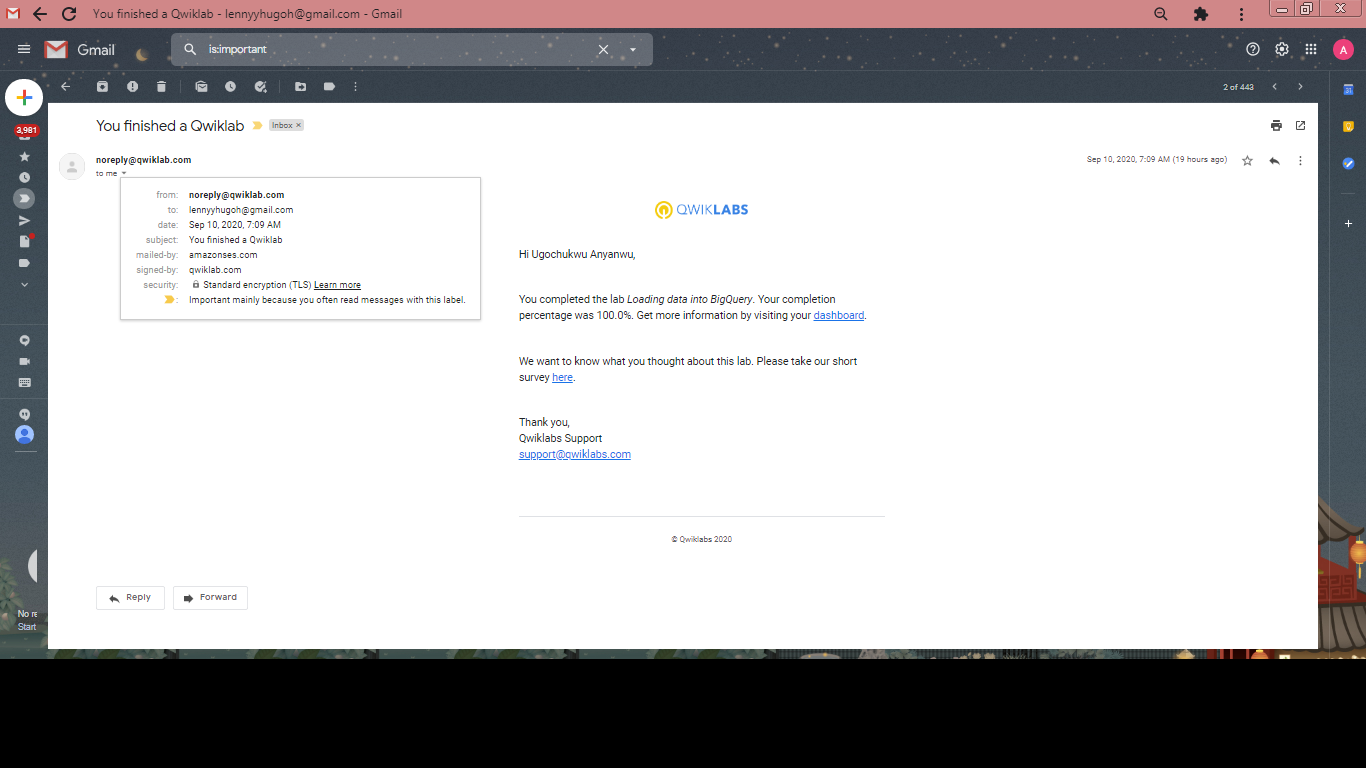 You finished a Qwiklab - lennyyhugoh@gmail.com - Gmail
Gmail
is:important
A
2 of 443
3,981
You finished a Qwiklab Inbox ×
noreply@qwiklab.com
Sep 10, 2020, 7:09 AM (19 hours ago)
to me
from: noreply@qwiklab.com
to: lennyyhugoh@gmail.com
date: Sep 10, 2020, 7:09 AM
subject: You finished a Qwiklab
mailed-by: amazonses.com
signed-by: qwiklab.com
security: Standard encryption (TLS) Learn more
: Important mainly because you often read messages with this label.
QWIKLABS
Hi Ugochukwu Anyanwu,
You completed the lab Loading data into BigQuery. Your completion
percentage was 100.0%. Get more information by visiting your dashboard.
We want to know what you thought about this lab. Please take our short
survey here.
Thank you,
Qwiklabs Support
support@qwiklabs.com
© Qwiklabs 2020
Reply Forward
No re
Start